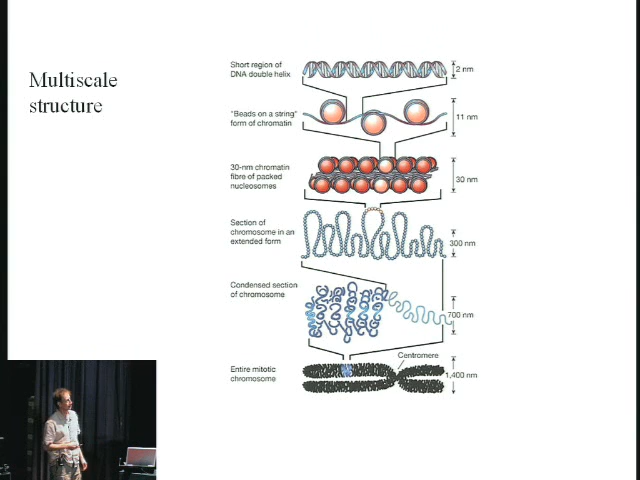 Multiscale
structure
Short region of
DNA double helix
2 nm
"Beads on a string"
form of chromatin
11 nm
30-nm chromatin
fibre of packed
nucleosomes
30 nm
Section of
chromosome in an
extended form
300 nm
Condensed section
of chromosome
700 nm
Centromere
Entire mitotic
chromosome
1,400 nm